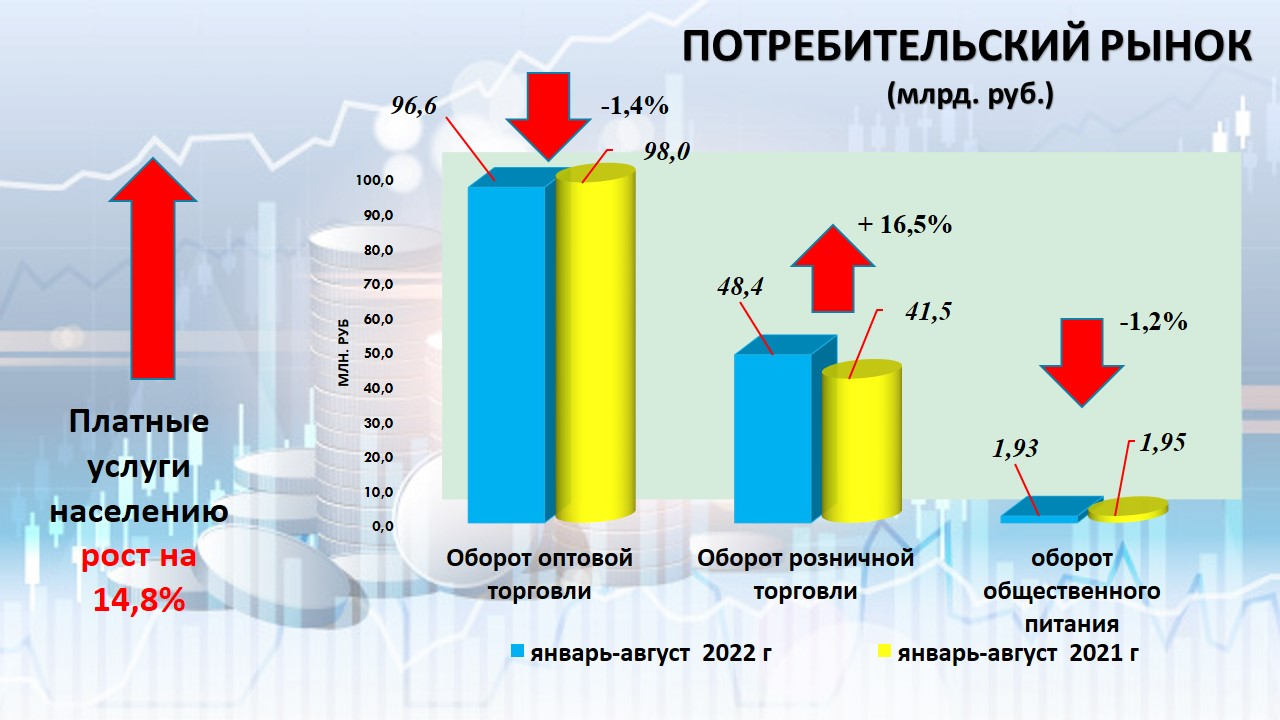 ПОТРЕБИТЕЛЬСКИЙ РЫНОК
(млрд. руб.)
96,6
-1,4%
98,0
+ 16,5%
48,4
41,5
-1,2%
1,93
1,95
МЛН. РУБ
100,0
90,0
80,0
70,0
60,0
50,0
40,0
30,0
20,0
10,0
0,0
Платные
услуги
населению
рост на
14,8%
Оборот оптовой
торговли
Оборот розничной
торговли
оборот
общественного
питания
январь-август 2022 г
январь-август 2021 г